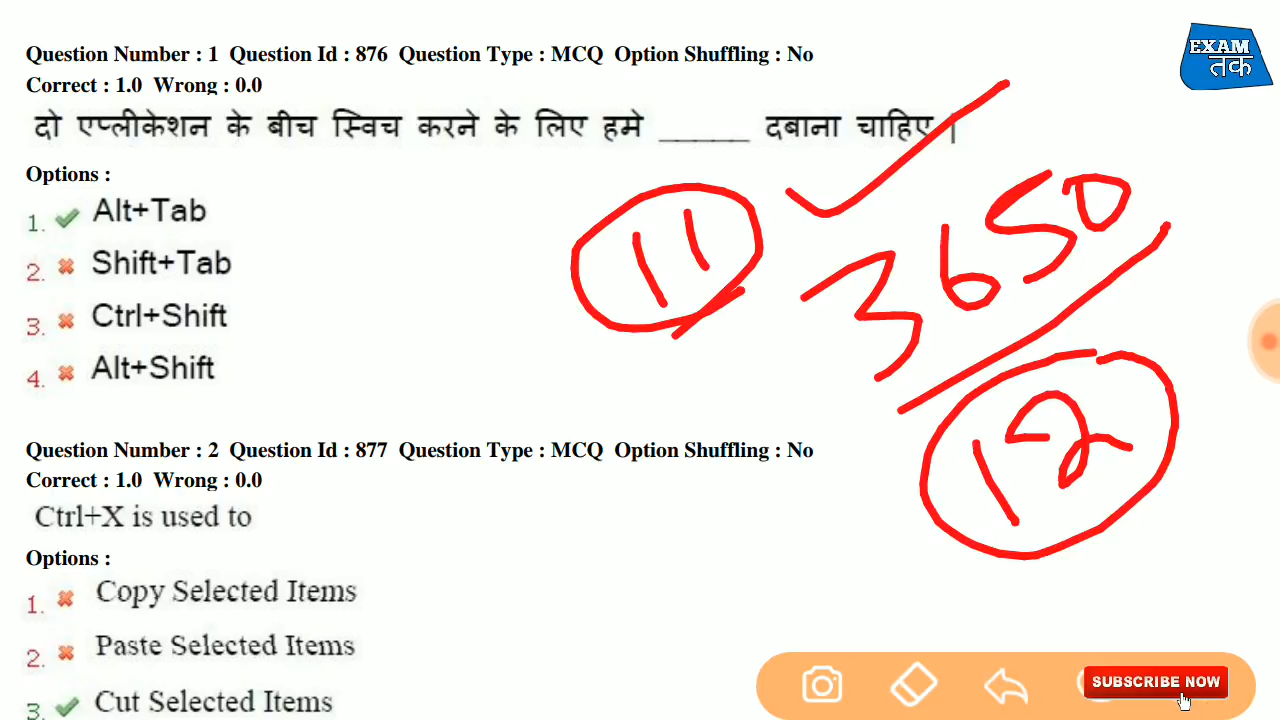 Question Number : 1 Question Id : 876 Question Type : MCQ Option Shuffling : No
EXAM
तक
Correct : 1.0 Wrong : 0.0
दो एप्लीकेशन के बीच स्विच करने के लिए हमे ______ दबाना चाहिए |
Options :
1. Alt+Tab
2. Shift+Tab
3. Ctrl+Shift
4. Alt+Shift
11
3650
12
Question Number : 2 Question Id : 877 Question Type : MCQ Option Shuffling : No
Correct : 1.0 Wrong : 0.0
Ctrl+X is used to
Options :
1. Copy Selected Items
2. Paste Selected Items
3. Cut Selected Items
SUBSCRIBE NOW